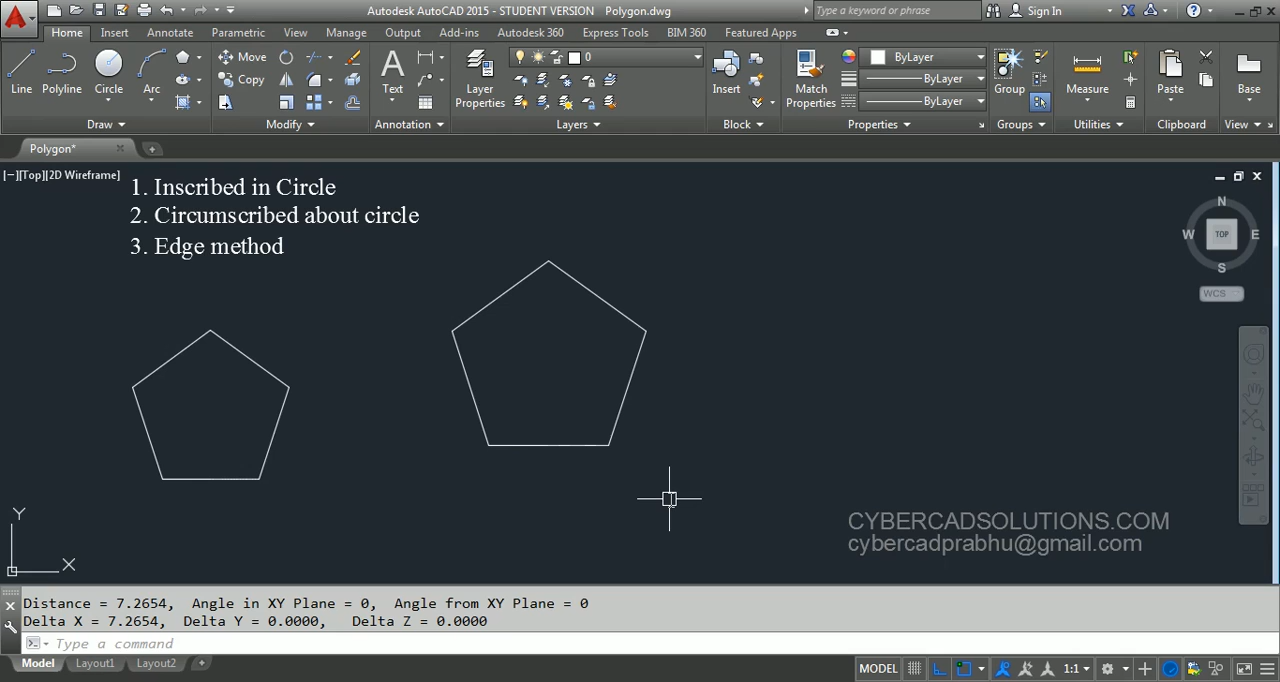 Autodesk AutoCAD 2015 - STUDENT VERSION Polygon.dwg
Type a keyword or phrase
Sign In
Home Insert Annotate Parametric View Manage Output Add-ins Autodesk 360 Express Tools BIM 360 Featured Apps
Line Polyline Circle Arc
Move
Copy
Text
Layer Properties
0
Insert
Match Properties
ByLayer
ByLayer
ByLayer
Group
Measure
Paste
Base
Draw Modify Annotation Layers Block Properties Groups Utilities Clipboard View
Polygon*
[−][Top][2D Wireframe]
1. Inscribed in Circle
2. Circumscribed about circle
3. Edge method
N
W TOP E
S
WCS
CYBERCADSOLUTIONS.COM
cybercadprabhu@gmail.com
Y
X
Distance = 7.2654, Angle in XY Plane = 0, Angle from XY Plane = 0
Delta X = 7.2654, Delta Y = 0.0000, Delta Z = 0.0000
Type a command
Model Layout1 Layout2
MODEL 1:1